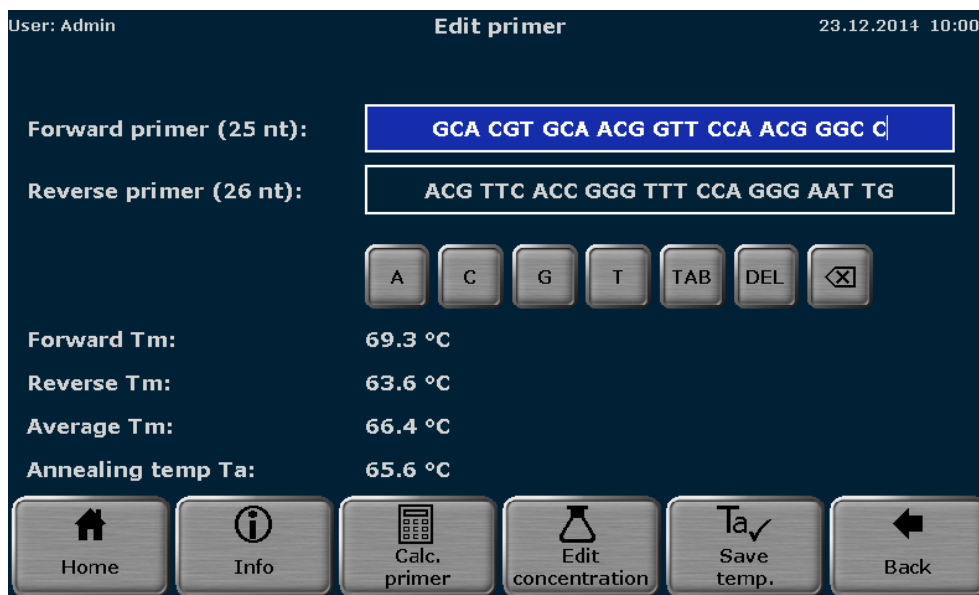 User: Admin Edit primer 23.12.2014 10:00
Forward primer (25 nt): GCA CGT GCA ACG GTT CCA ACG GGC C
Reverse primer (26 nt): ACG TTC ACC GGG TTT CCA GGG AAT TG
A C G T TAB DEL
Forward Tm: 69.3 °C
Reverse Tm: 63.6 °C
Average Tm: 66.4 °C
Annealing temp Ta: 65.6 °C
Home
Info
Calc.
primer
Edit
concentration
Ta
Save
temp.
Back